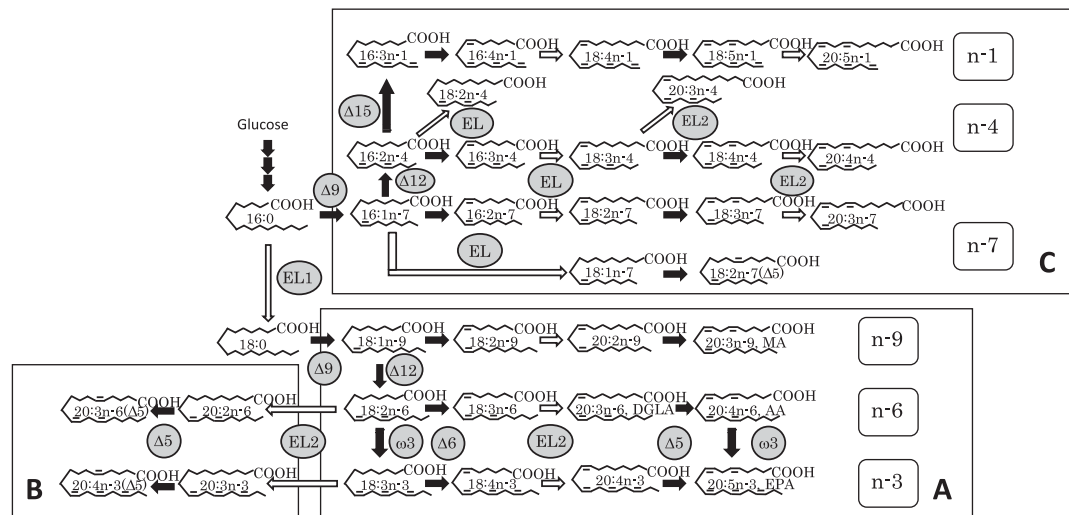 COOH COOH COOH COOH COOH
16:3n-1 16:4n-1 18:4n-1 18:5n-1 20:5n-1 n-1
COOH COOH
18:2n-4 20:3n-4
Δ15 EL EL2
Glucose
COOH COOH COOH COOH COOH
16:2n-4 16:3n-4 18:3n-4 18:4n-4 20:4n-4 n-4
Δ9 Δ12 EL EL2
COOH COOH COOH COOH COOH COOH
16:0 16:1n-7 16:2n-7 18:2n-7 18:3n-7 20:3n-7
EL n-7 C
COOH COOH
EL1 18:1n-7 18:2n-7(Δ5)
COOH COOH COOH COOH COOH
18:0 18:1n-9 18:2n-9 20:2n-9 20:3n-9, MA n-9
Δ9 Δ12
COOH COOH COOH COOH COOH COOH
20:3n-6(Δ5) 20:2n-6 18:2n-6 18:3n-6 20:3n-6, DGLA 20:4n-6, AA n-6
Δ5 EL2 ω3 Δ6 EL2 Δ5 ω3
COOH COOH COOH COOH COOH COOH
20:4n-3(Δ5) 20:3n-3 18:3n-3 18:4n-3 20:4n-3 20:5n-3, EPA n-3
B A